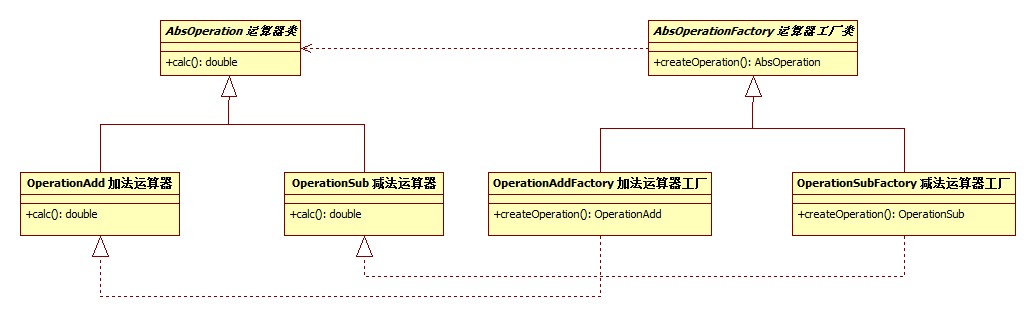 AbsOperation 运算器类
+calc(): double
AbsOperationFactory 运算器工厂类
+createOperation(): AbsOperation
OperationAdd 加法运算器
+calc(): double
OperationSub 减法运算器
+calc(): double
OperationAddFactory 加法运算器工厂
+createOperation(): OperationAdd
OperationSubFactory 减法运算器工厂
+createOperation(): OperationSub